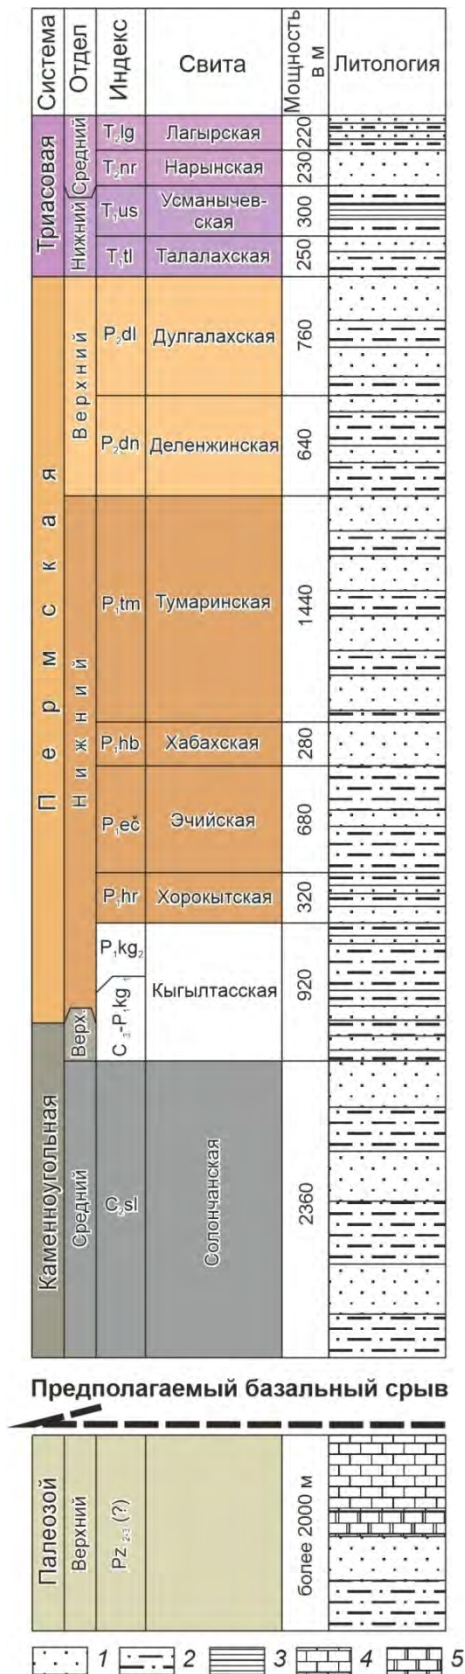 Система Отдел Индекс Свита Мощность в м Литология
Триасовая
Средний
T₂lg Лагырская 220
T₂nr Нарынская 230
Нижний
T₁us Усманычев-
ская 300
T₁tl Талалахская 250
Пермская
Верхний
P₂dl Дулгалахская 760
P₂dn Деленжинская 640
Нижний
P₁tm Тумаринская 1440
P₁hb Хабахская 280
P₁eč Эчийская 680
P₁hr Хорокытская 320
P₁kg₂
C₃-P₁kg₁
Кыгылтасская 920
Каменноугольная
Верх.
Средний
C₂sl Солончанская 2360
Предполагаемый базальный срыв
Палеозой Верхний Pz₂₋₃ (?) более 2000 м
1 2 3 4 5